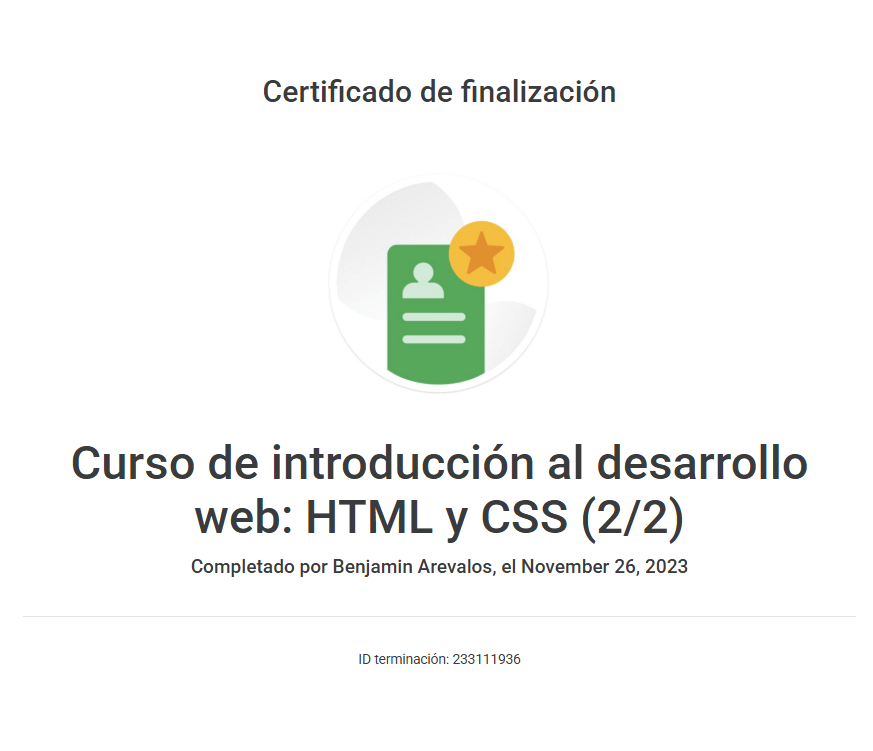 Certificado de finalización
Curso de introducción al desarrollo
web: HTML y CSS (2/2)
Completado por Benjamin Arevalos, el November 26, 2023
ID terminación: 233111936